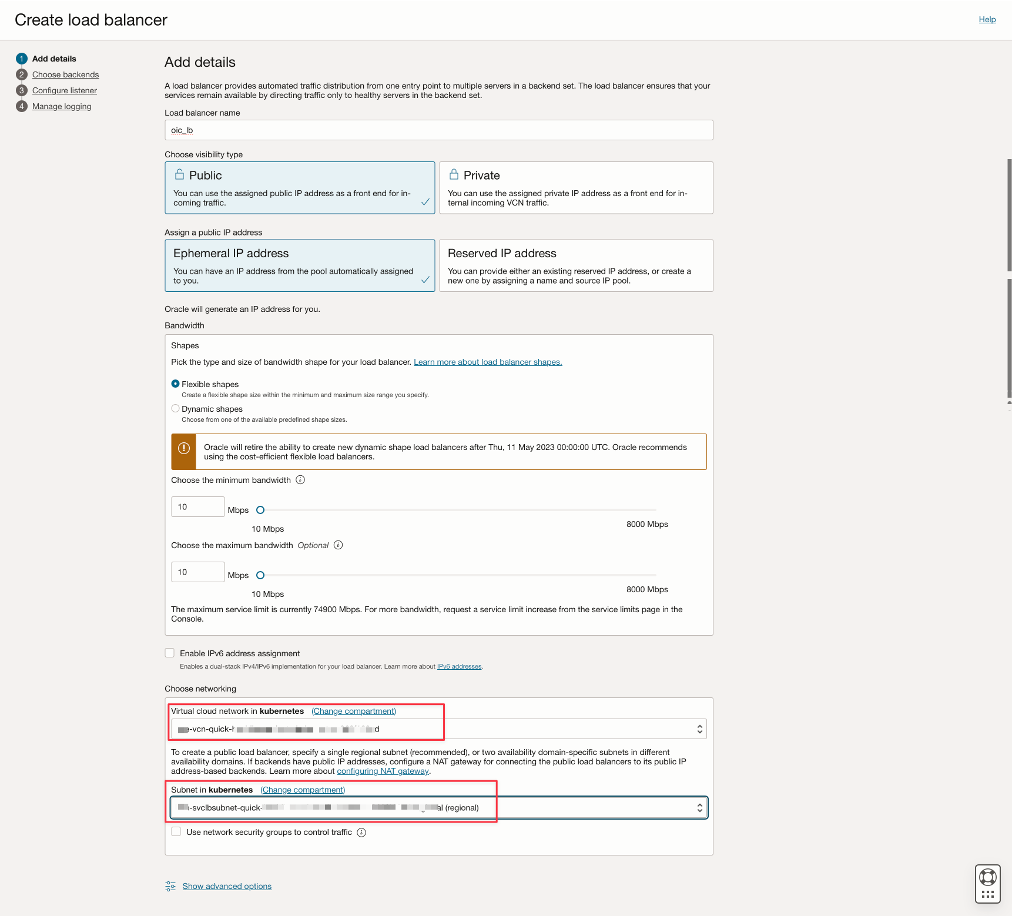 Create load balancer
Help
1 Add details
2 Choose backends
3 Configure listener
4 Manage logging
Add details
A load balancer provides automated traffic distribution from one entry point to multiple servers in a backend set. The load balancer ensures that your
services remain available by directing traffic only to healthy servers in the backend set.
Load balancer name
oic_lb
Choose visibility type
Public
You can use the assigned public IP address as a front end for in-
coming traffic.
Private
You can use the assigned private IP address as a front end for in-
ternal incoming VCN traffic.
Assign a public IP address
Ephemeral IP address
You can have an IP address from the pool automatically assigned
to you.
Reserved IP address
You can provide either an existing reserved IP address, or create a
new one by assigning a name and source IP pool.
Oracle will generate an IP address for you.
Bandwidth
Shapes
Pick the type and size of bandwidth shape for your load balancer. Learn more about load balancer shapes.
Flexible shapes
Create a flexible shape size within the minimum and maximum size range you specify.
Dynamic shapes
Choose from one of the available predefined shape sizes.
Oracle will retire the ability to create new dynamic shape load balancers after Thu, 11 May 2023 00:00:00 UTC. Oracle recommends
using the cost-efficient flexible load balancers.
Choose the minimum bandwidth
10 Mbps
10 Mbps
8000 Mbps
Choose the maximum bandwidth Optional
10 Mbps
10 Mbps
8000 Mbps
The maximum service limit is currently 74900 Mbps. For more bandwidth, request a service limit increase from the service limits page in the
Console.
Enable IPv6 address assignment
Enables a dual-stack IPv4/IPv6 implementation for your load balancer. Learn more about IPv6 addresses.
Choose networking
Virtual cloud network in kubernetes (Change compartment)
-vcn-quick-
To create a public load balancer, specify a single regional subnet (recommended), or two availability domain-specific subnets in different
availability domains. If backends have public IP addresses, configure a NAT gateway for connecting the public load balancers to its public IP
address-based backends. Learn more about configuring NAT gateway.
Subnet in kubernetes (Change compartment)
-svclbsubnet-quick- (regional)
Use network security groups to control traffic
Show advanced options